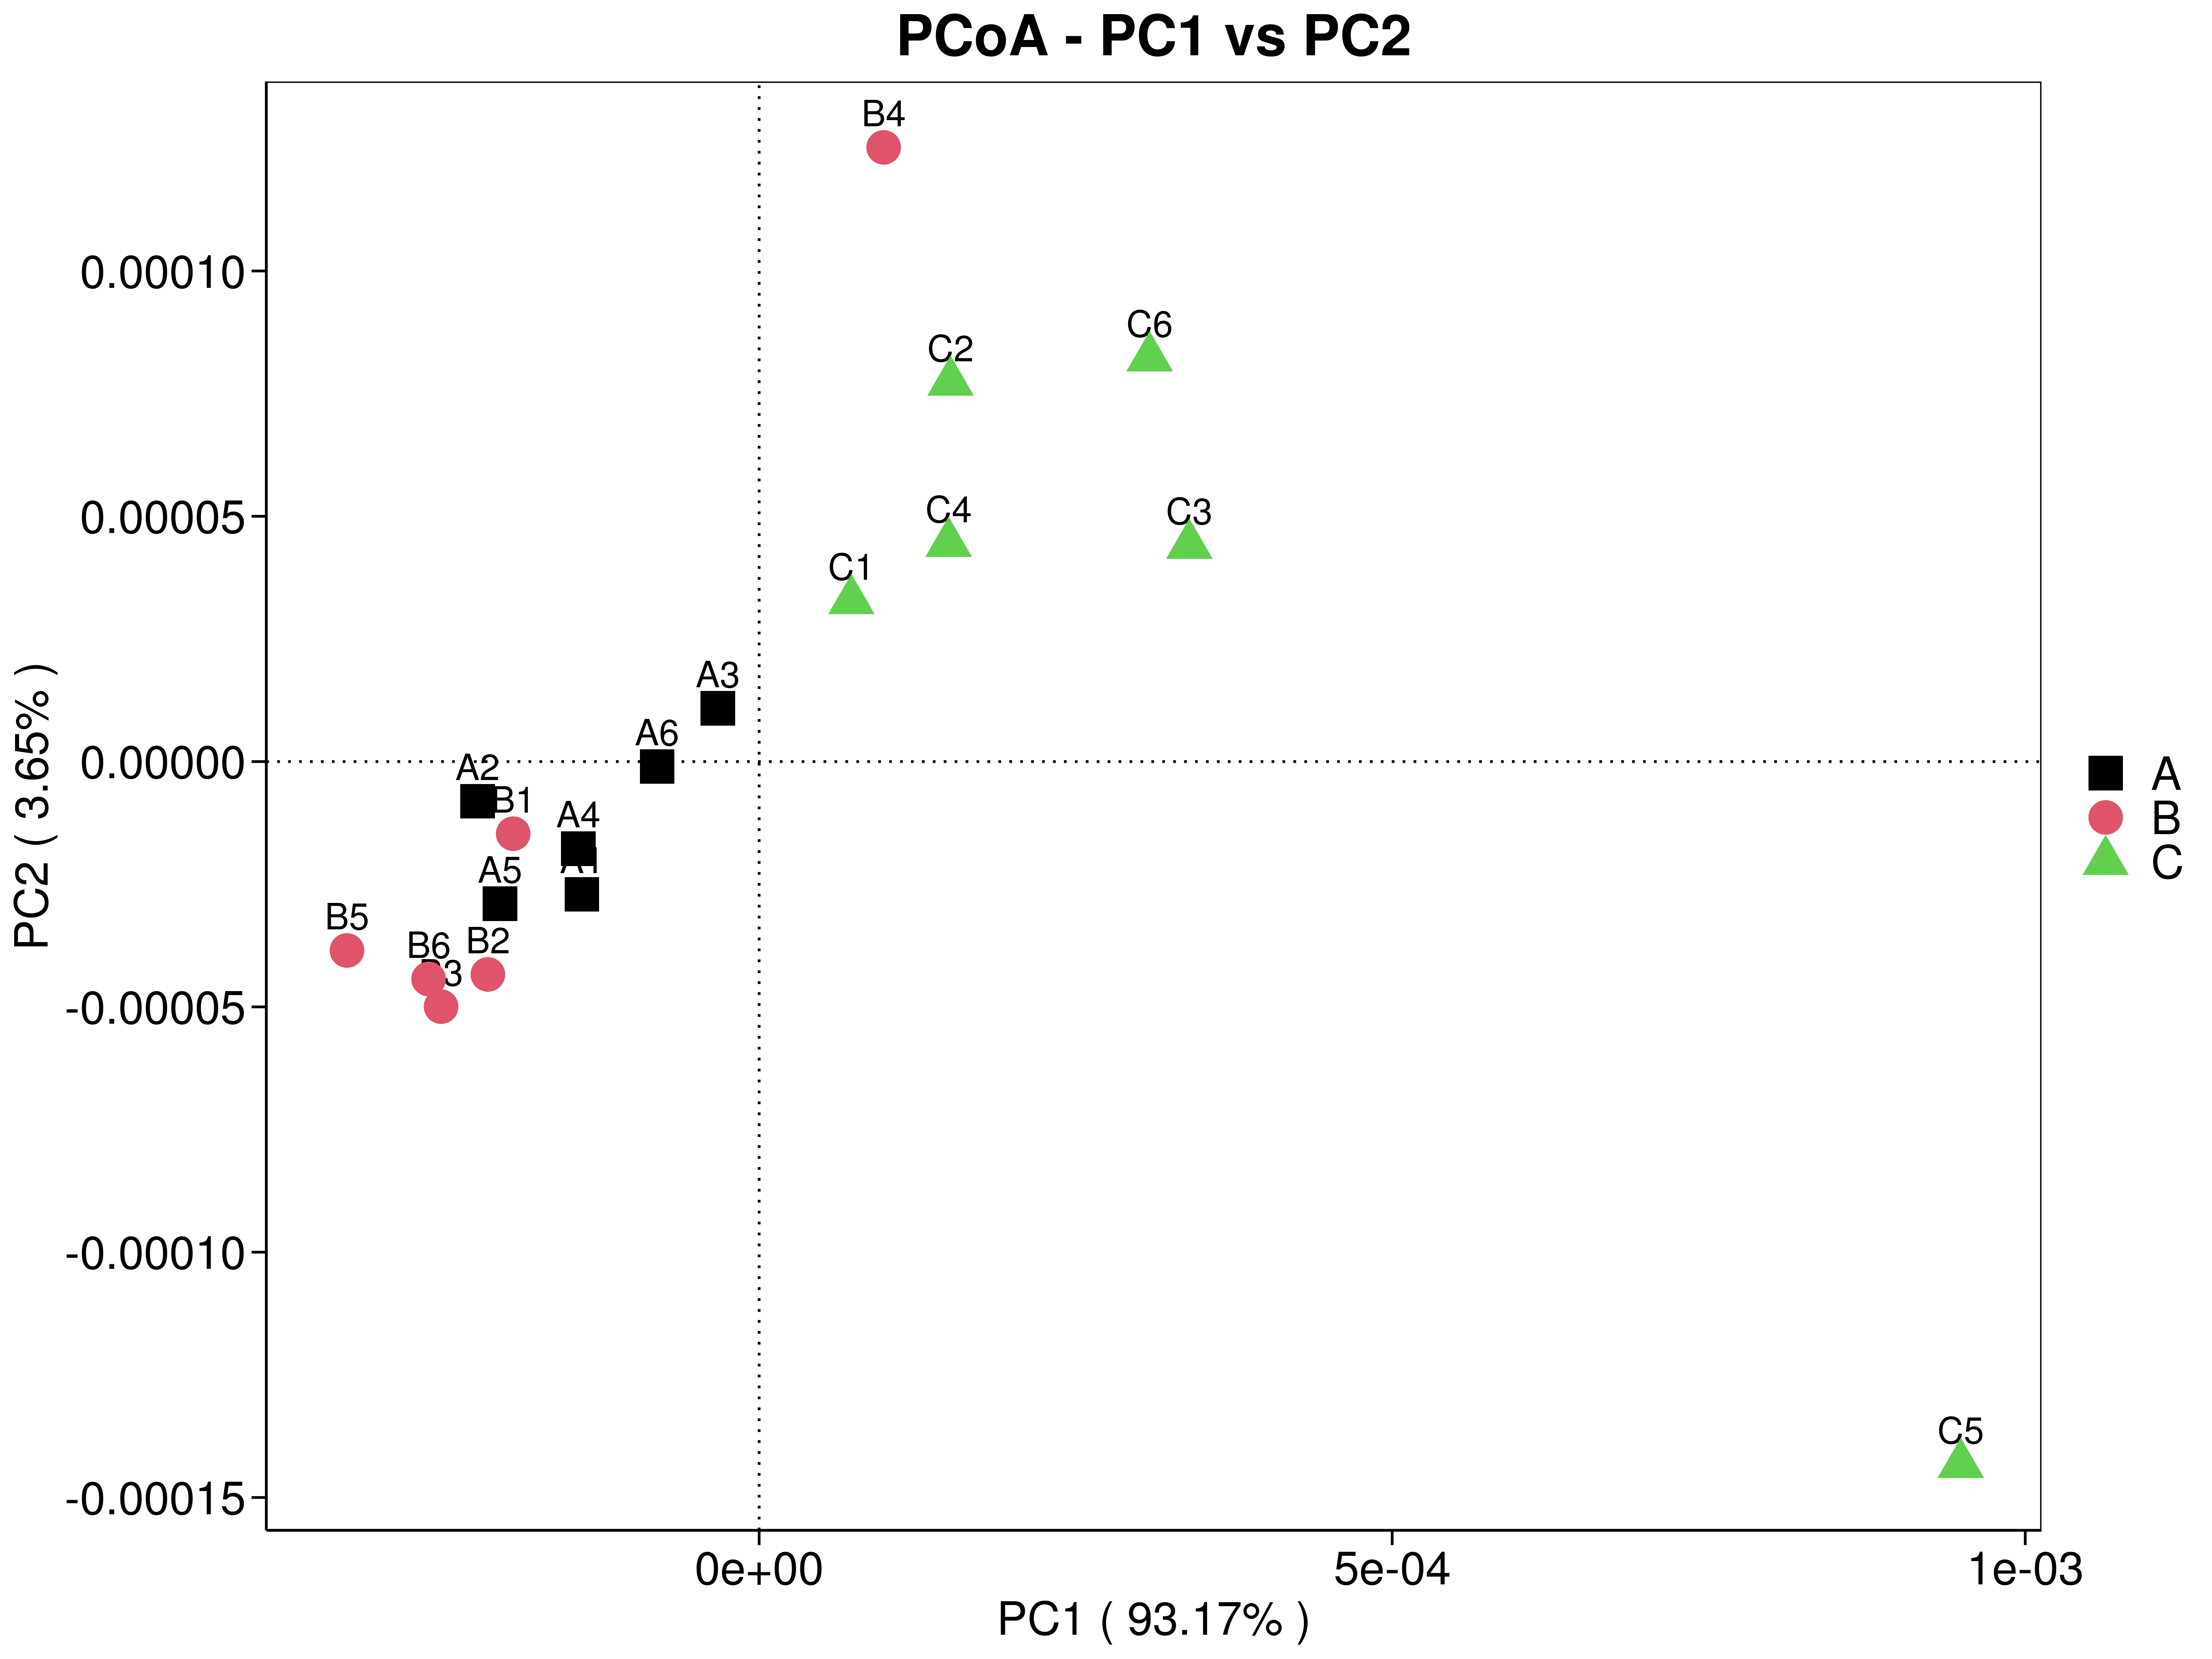 PCoA - PC1 vs PC2
B4
0.00010
C6
C2
0.00005
C4
C3
C1
A3
A6
0.00000
A2
B1
A4
A1
A5
B5
B6
B2
-0.00005
-0.00010
C5
-0.00015
0e+00
5e-04
1e-03
PC1 ( 93.17% )
PC2 ( 3.65% )
A
B
C